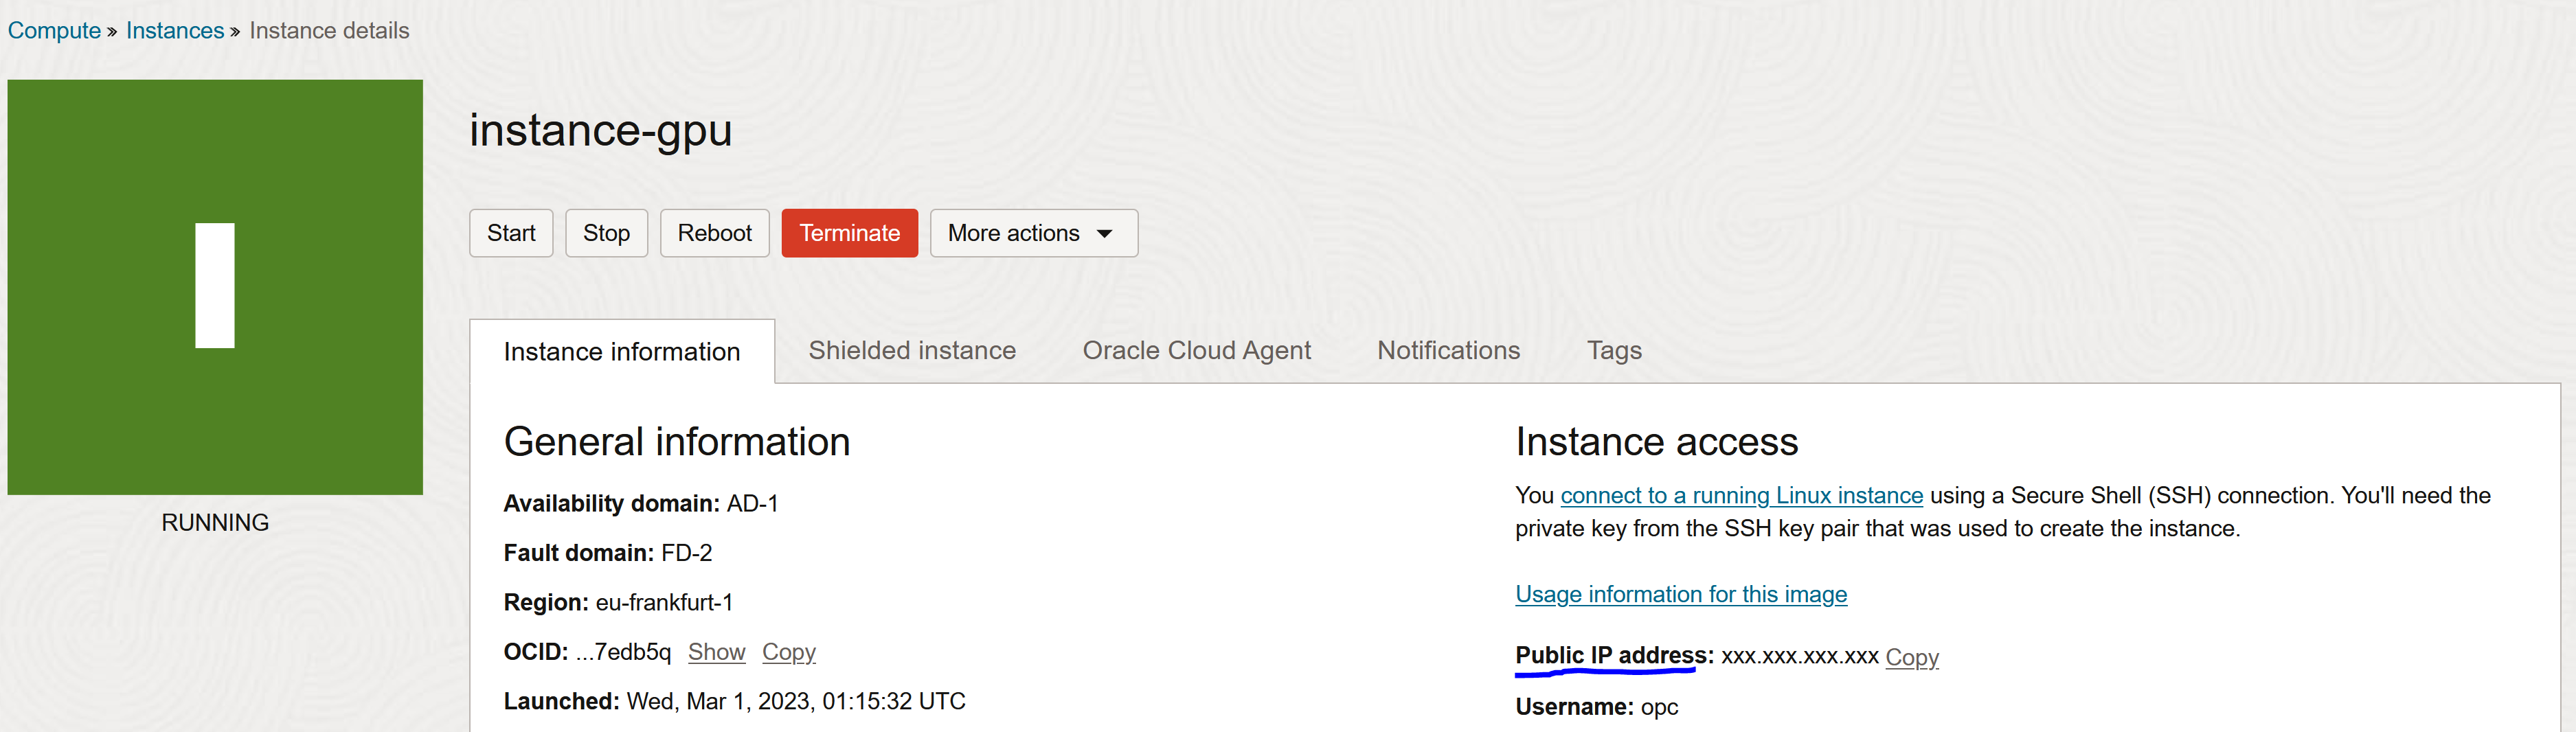 Compute » Instances » Instance details
instance-gpu
Start Stop Reboot Terminate More actions
Instance information Shielded instance Oracle Cloud Agent Notifications Tags
General information
Availability domain: AD-1
Fault domain: FD-2
Region: eu-frankfurt-1
OCID: ...7edb5q Show Copy
Launched: Wed, Mar 1, 2023, 01:15:32 UTC
RUNNING
Instance access
You connect to a running Linux instance using a Secure Shell (SSH) connection. You'll need the
private key from the SSH key pair that was used to create the instance.
Usage information for this image
Public IP address: xxx.xxx.xxx.xxx Copy
Username: opc